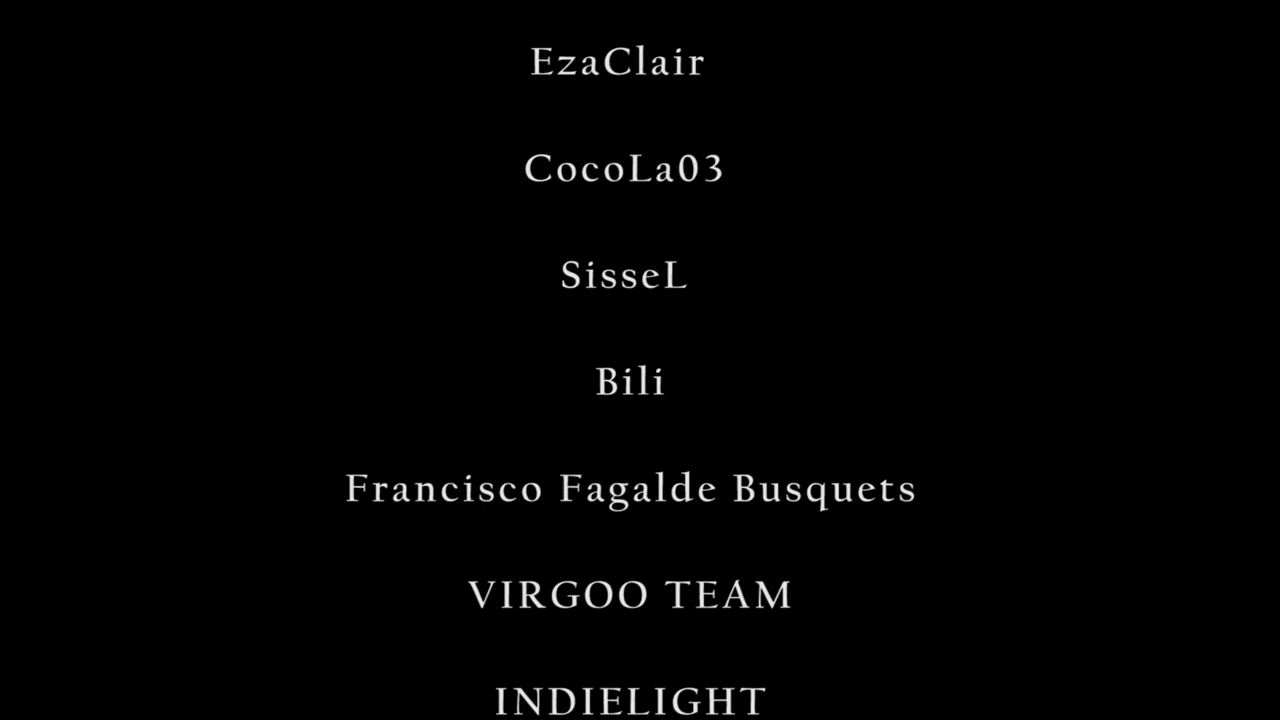 EzaClair
CocoLa03
SisseL
Bili
Francisco Fagalde Busquets
VIRGOO TEAM
INDIELIGHT